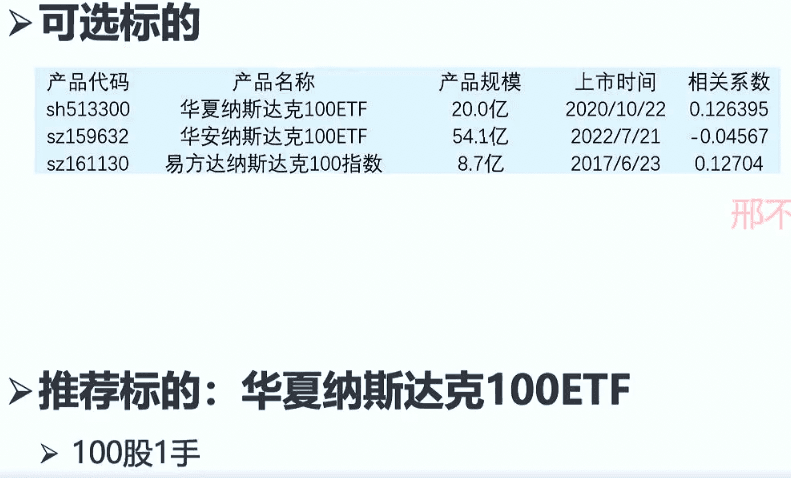 ➢可选标的
产品代码 产品名称 产品规模 上市时间 相关系数
sh513300 华夏纳斯达克100ETF 20.0亿 2020/10/22 0.126395
sz159632 华安纳斯达克100ETF 54.1亿 2022/7/21 -0.04567
sz161130 易方达纳斯达克100指数 8.7亿 2017/6/23 0.12704
邢不
➢推荐标的：华夏纳斯达克100ETF
➢ 100股1手